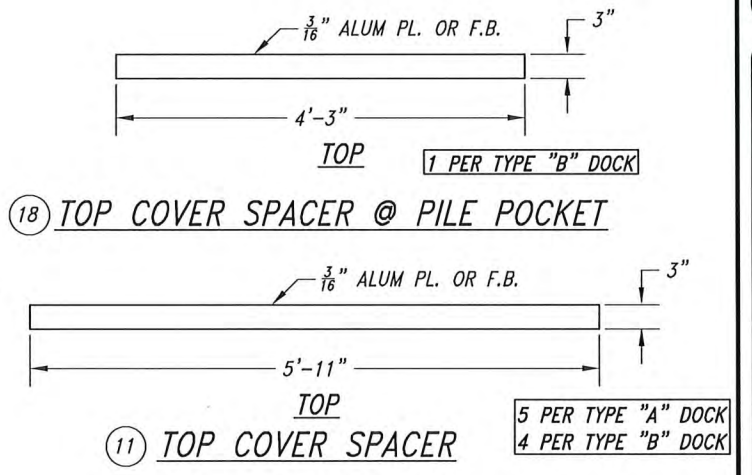 3/16" ALUM PL. OR F.B.
3"
4'-3"
TOP
1 PER TYPE "B" DOCK
18 TOP COVER SPACER @ PILE POCKET
3/16" ALUM PL. OR F.B.
3"
5'-11"
TOP
5 PER TYPE "A" DOCK
4 PER TYPE "B" DOCK
11 TOP COVER SPACER